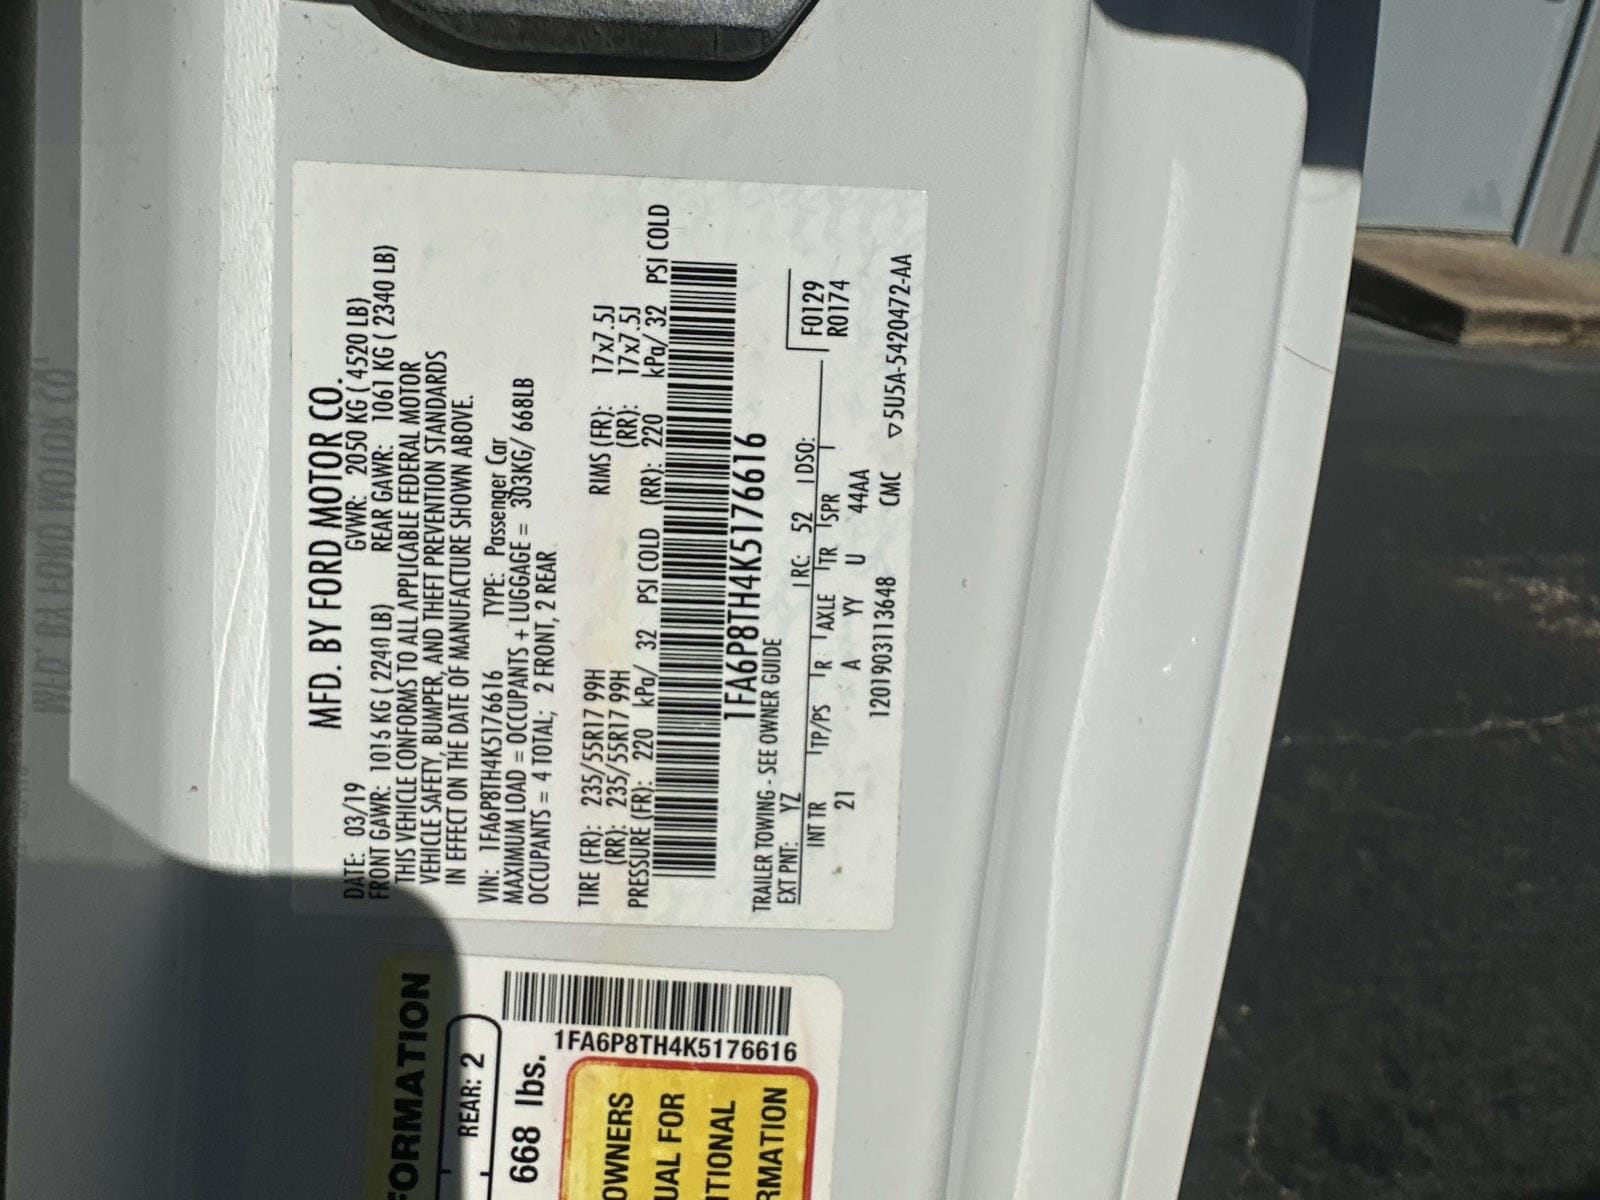 MFD. BY FORD MOTOR CO.
DATE: 03/19 GVWR: 2050 KG ( 4520 LB)
FRONT GAWR: 1016 KG ( 2240 LB) REAR GAWR: 1061 KG ( 2340 LB)
THIS VEHICLE CONFORMS TO ALL APPLICABLE FEDERAL MOTOR
VEHICLE SAFETY, BUMPER, AND THEFT PREVENTION STANDARDS
IN EFFECT ON THE DATE OF MANUFACTURE SHOWN ABOVE.
VIN: 1FA6P8TH4K5176616 TYPE: Passenger Car
MAXIMUM LOAD = OCCUPANTS + LUGGAGE = 303KG/ 668LB
OCCUPANTS = 4 TOTAL; 2 FRONT, 2 REAR
TIRE (FR): 235/55R17 99H RIMS (FR): 17x7.5J
(RR): 235/55R17 99H (RR): 17x7.5J
PRESSURE (FR): 220 kPa/ 32 PSI COLD (RR): 220 kPa/ 32 PSI COLD
1FA6P8TH4K5176616
TRAILER TOWING - SEE OWNER GUIDE
EXT PNT: YZ RC: 52 DSO: F0129
INT TR TP/PS R AXLE TR SPR R0174
21 A YY U 44AA
1201903113648 CMC ▽5U5A-5420472-AA
FORMATION
REAR: 2
668 lbs.
1FA6P8TH4K5176616
OWNERS
UAL FOR
ITIONAL
RMATION